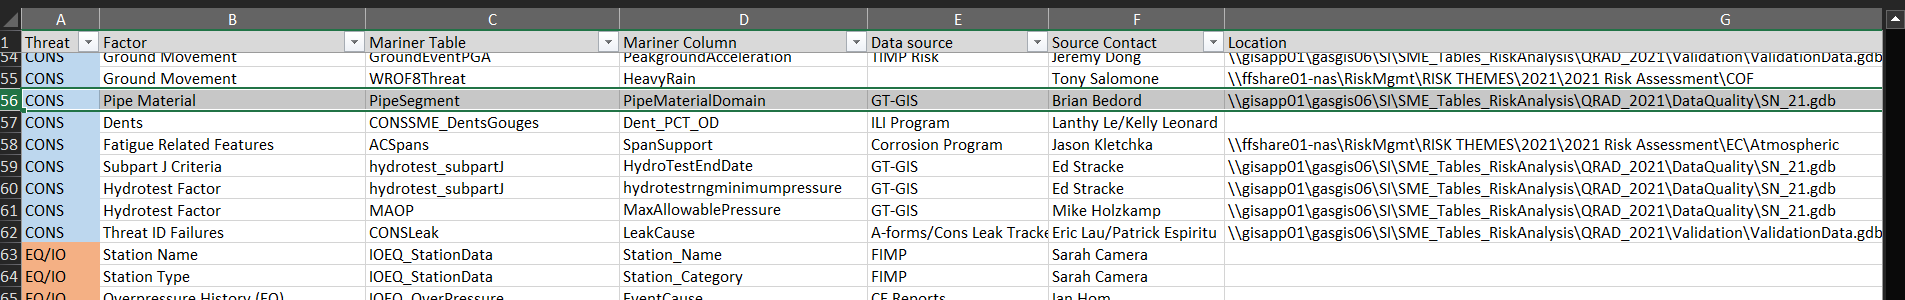 A B C D E F G
1 Threat Factor Mariner Table Mariner Column Data source Source Contact Location
54 CONS Ground Movement GroundEventPGA PeakgroundAcceleration TIMP Risk Jeremy Dong \\gisapp01\gasgis06\SI\SME_Tables_RiskAnalysis\QRAD_2021\Validation\ValidationData.gdb
55 CONS Ground Movement WROF8Threat HeavyRain Tony Salomone \\ffshare01-nas\RiskMgmt\RISK THEMES\2021\2021 Risk Assessment\COF
56 CONS Pipe Material PipeSegment PipeMaterialDomain GT-GIS Brian Bedord \\gisapp01\gasgis06\SI\SME_Tables_RiskAnalysis\QRAD_2021\DataQuality\SN_21.gdb
57 CONS Dents CONSSME_DentsGouges Dent_PCT_OD ILI Program Lanthy Le/Kelly Leonard
58 CONS Fatigue Related Features ACSpans SpanSupport Corrosion Program Jason Kletchka \\ffshare01-nas\RiskMgmt\RISK THEMES\2021\2021 Risk Assessment\EC\Atmospheric
59 CONS Subpart J Criteria hydrotest_subpartJ HydroTestEndDate GT-GIS Ed Stracke \\gisapp01\gasgis06\SI\SME_Tables_RiskAnalysis\QRAD_2021\DataQuality\SN_21.gdb
60 CONS Hydrotest Factor hydrotest_subpartJ hydrotestrngminimumpressure GT-GIS Ed Stracke \\gisapp01\gasgis06\SI\SME_Tables_RiskAnalysis\QRAD_2021\DataQuality\SN_21.gdb
61 CONS Hydrotest Factor MAOP MaxAllowablePressure GT-GIS Mike Holzkamp \\gisapp01\gasgis06\SI\SME_Tables_RiskAnalysis\QRAD_2021\DataQuality\SN_21.gdb
62 CONS Threat ID Failures CONSLeak LeakCause A-forms/Cons Leak Tracke Eric Lau/Patrick Espiritu \\gisapp01\gasgis06\SI\SME_Tables_RiskAnalysis\QRAD_2021\Validation\ValidationData.gdb
63 EQ/IO Station Name IOEQ_StationData Station_Name FIMP Sarah Camera
64 EQ/IO Station Type IOEQ_StationData Station_Category FIMP Sarah Camera
65 EQ/IO Overpressure History (EQ) IOEQ_OverPressure EventCause CE Reports Ian Hom